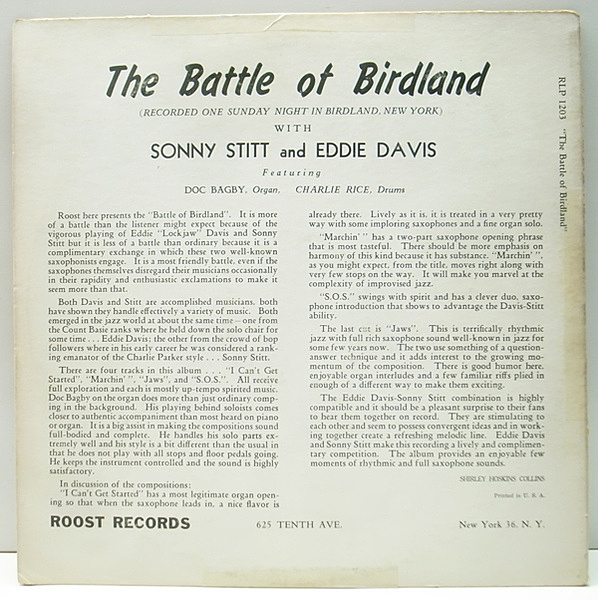 The Battle of Birdland
(RECORDED ONE SUNDAY NIGHT IN BIRDLAND, NEW YORK)
WITH
SONNY STITT and EDDIE DAVIS
Featuring
DOC BAGBY, Organ. CHARLIE RICE, Drums
Roost here presents the "Battle of Birdland". It is more
of a battle than the listener might expect because of the
vigorous playing of Eddie "Lockjaw" Davis and Sonny
Stitt but it is less of a battle than ordinary because it is a
complimentary exchange in which these two well-known
saxophonists engage. It is a most friendly battle, even if the
saxophones themselves disregard their musicians occasionally
in their rapidity and enthusiastic exclamations to make it
seem more than that.
Both Davis and Stitt are accomplished musicians, both
have shown they handle effectively a variety of music. Both
emerged in the jazz world at about the same time—one from
the Count Basie ranks where he held down the solo chair for
some time . . . Eddie Davis; the other from the crowd of bop
followers where in his early career he was considered a rank-
ing emanator of the Charlie Parker style . . . Sonny Stitt.
There are four tracks in this album . . . "I Can't Get
Started", "Marchin' ", "Jaws", and "S.O.S.". All receive
full exploration and each is mostly up-tempo spirited music.
Doc Bagby on the organ does more than just ordinary comp-
ing in the background. His playing behind soloists comes
closer to authentic accompaniment than most heard on piano
or organ. It is a big assist in making the compositions sound
full-bodied and complete. He handles his solo parts ex-
tremely well and his style is a bit different than the usual in
that he does not play with all stops and floor pedals going.
He keeps the instrument controlled and the sound is highly
satisfactory.
In discussion of the compositions:
"I Can't Get Started" has a most legitimate organ open-
ing so that when the saxophone leads in, a nice flavor is
already there. Lively as it is, it is treated in a very pretty
way with some imploring saxophones and a fine organ solo.
"Marchin' " has a two-part saxophone opening phrase
that is most tasteful. There should be more emphasis on
harmony of this kind because it has substance. "Marchin' ",
as you might expect, from the title, moves right along with
very few stops on the way. It will make you marvel at the
complexity of improvised jazz.
"S.O.S." swings with spirit and has a clever duo, saxo-
phone introduction that shows to advantage the Davis-Stitt
ability.
The last cut is "Jaws". This is terrifically rhythmic
jazz with full rich saxophone sound well-known in jazz for
some few years now. The two use something of a question-
answer technique and it adds interest to the growing mo-
mentum of the composition. There is good humor here,
enjoyable organ interludes and a few familiar riffs plied in
enough of a different way to make them exciting.
The Eddie Davis-Sonny Stitt combination is highly
compatible and it should be a pleasant surprise to their fans
to hear them together on record. They are stimulating to
each other and seem to possess convergent ideas and in work-
ing together create a refreshing melodic line. Eddie Davis
and Sonny Stitt make this recording a lively and complimen-
tary competition. The album provides an enjoyable few
moments of rhythmic and full saxophone sounds.
SHIRLEY HOSKINS COLLINS
Printed in U. S. A.
ROOST RECORDS 625 TENTH AVE. New York 36, N. Y.
RLP 1203 "The Battle of Birdland"